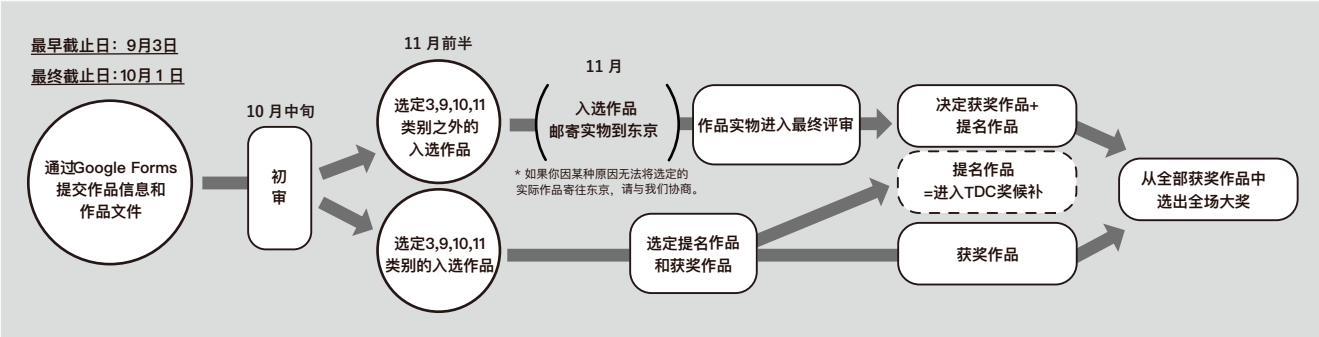 最早截止日：9月3日
最终截止日:10月1日
通过Google Forms
提交作品信息和
作品文件
10月中旬
初
审
11月前半
选定3,9,10,11
类别之外的
入选作品
选定3,9,10,11
类别的入选作品
11月
入选作品
邮寄实物到东京
* 如果你因某种原因无法将选定的
实际作品寄往东京，请与我们协商。
作品实物进入最终评审
选定提名作品
和获奖作品
决定获奖作品+
提名作品
提名作品
=进入TDC奖候补
获奖作品
从全部获奖作品中
选出全场大奖